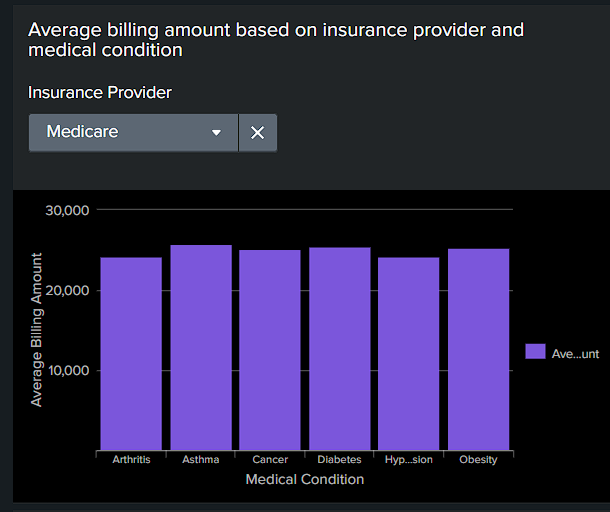 Average billing amount based on insurance provider and
medical condition
Insurance Provider
Medicare
30,000
20,000
10,000
Average Billing Amount
Arthritis Asthma Cancer Diabetes Hyp...sion Obesity
Medical Condition
Ave...unt